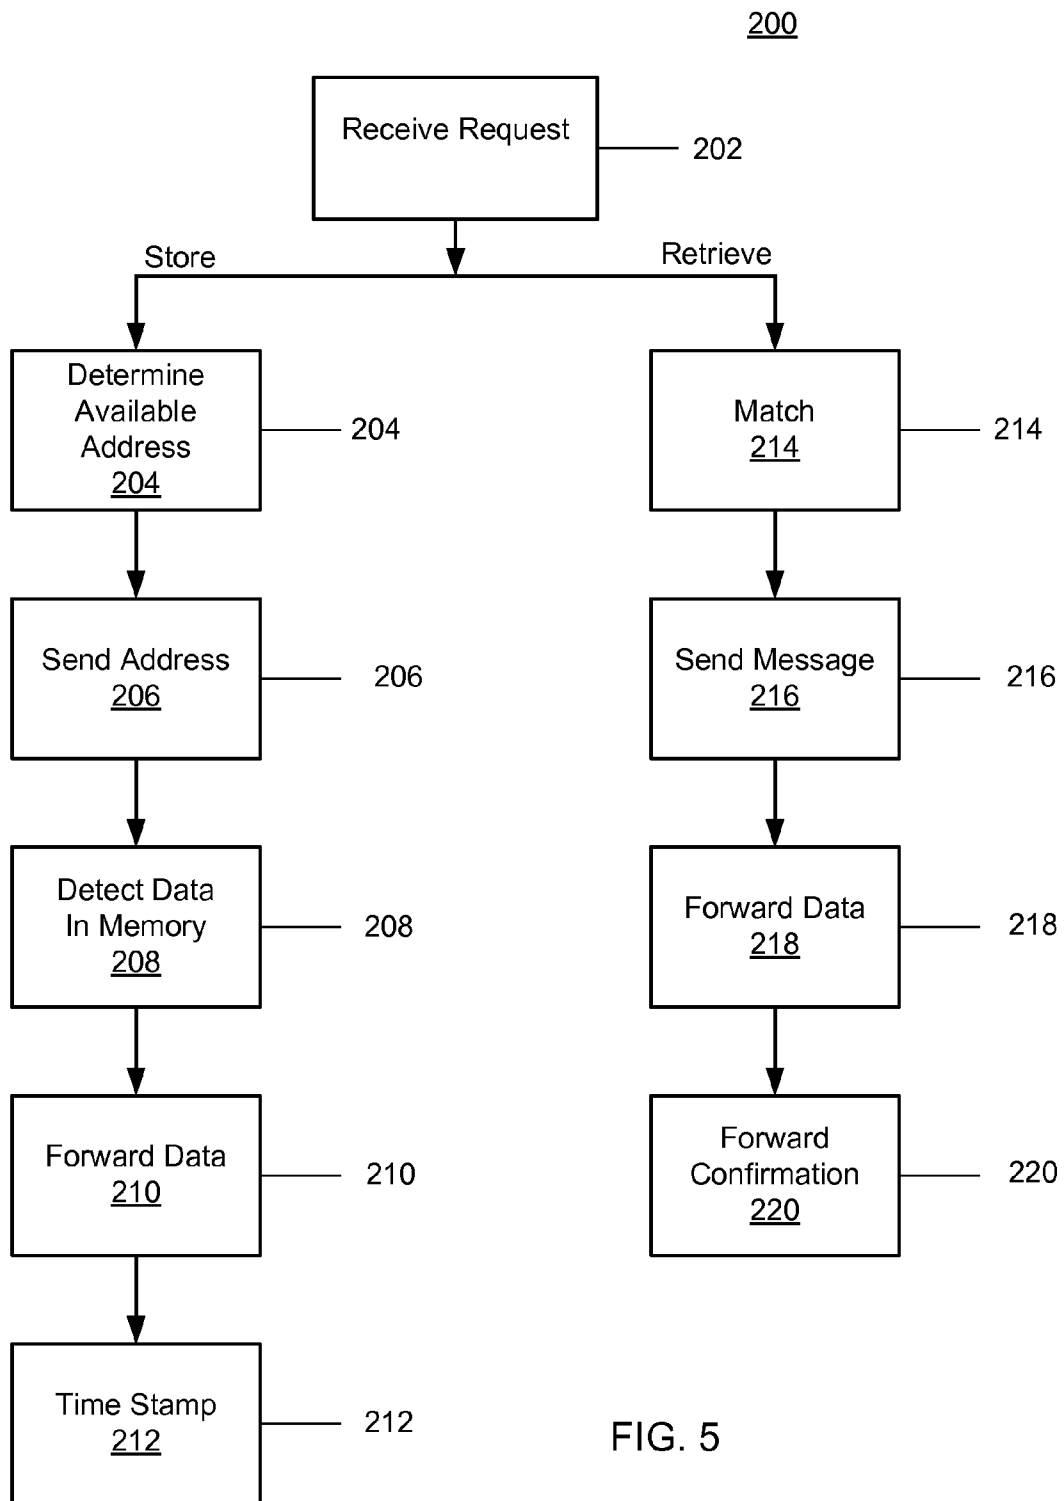 200
Receive Request
202
Store
Retrieve
Determine
Available
Address
204
204
Match
214
214
Send Address
206
206
Send Message
216
216
Detect Data
In Memory
208
208
Forward Data
218
218
Forward Data
210
210
Forward
Confirmation
220
220
Time Stamp
212
212
FIG. 5